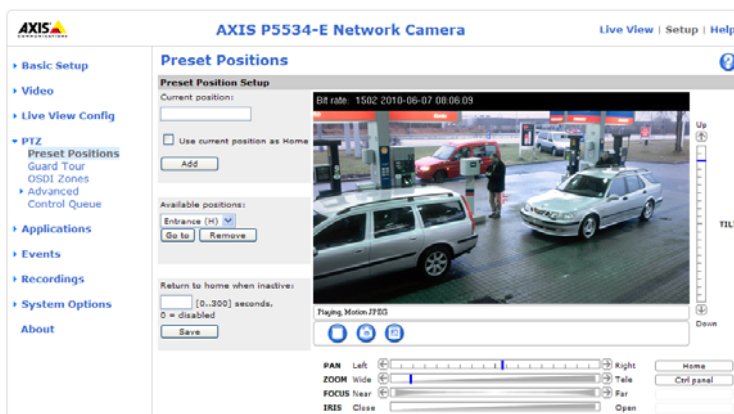 AXIS
COMMUNICATIONS
AXIS P5534-E Network Camera
Live View | Setup | Help
Basic Setup
Video
Live View Config
PTZ
Preset Positions
Guard Tour
OSDI Zones
Advanced
Control Queue
Applications
Events
Recordings
System Options
About
Preset Positions
?
Preset Position Setup
Current position:
Use current position as Home
Add
Available positions:
Entrance (H)
Go to Remove
Return to home when inactive:
[0..300] seconds.
0 = disabled
Save
Bit rate: 1502 2010-06-07 08:06:09
Playing, Motion JPEG
Up
TILT
Down
PAN Left Right Home
ZOOM Wide Tele Ctrl panel
FOCUS Near Far
IRIS Close Open